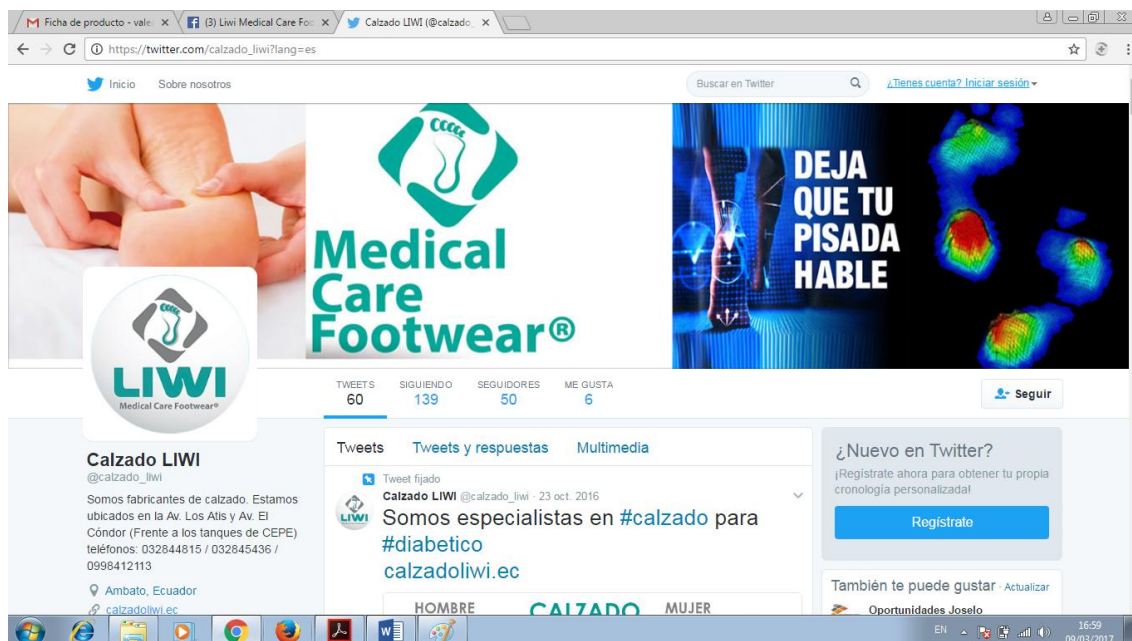 Ficha de producto - vale
(3) Liwi Medical Care Foo
Calzado LIWI (@calzado_
https://twitter.com/calzado_liwi?lang=es
Inicio
Sobre nosotros
Buscar en Twitter
¿Tienes cuenta? Iniciar sesión
Medical
Care
Footwear®
DEJA
QUE TU
PISADA
HABLE
LIWI
Medical Care Footwear®
TWEETS
60
SIGUIENDO
139
SEGUIDORES
50
ME GUSTA
6
Seguir
Calzado LIWI
@calzado_liwi
Somos fabricantes de calzado. Estamos
ubicados en la Av. Los Atis y Av. El
Cóndor (Frente a los tanques de CEPE)
teléfonos: 032844815 / 032845436 /
0998412113
Ambato, Ecuador
calzadoliwi.ec
Tweets
Tweets y respuestas
Multimedia
Tweet fijado
LIWI
Calzado LIWI @calzado_liwi · 23 oct. 2016
Somos especialistas en #calzado para
#diabetico
calzadoliwi.ec
HOMBRE
CALZADO
MUJER
¿Nuevo en Twitter?
¡Regístrate ahora para obtener tu propia
cronología personalizada!
Regístrate
También te puede gustar · Actualizar
Oportunidades Joselo
EN
16:59
09/03/2017